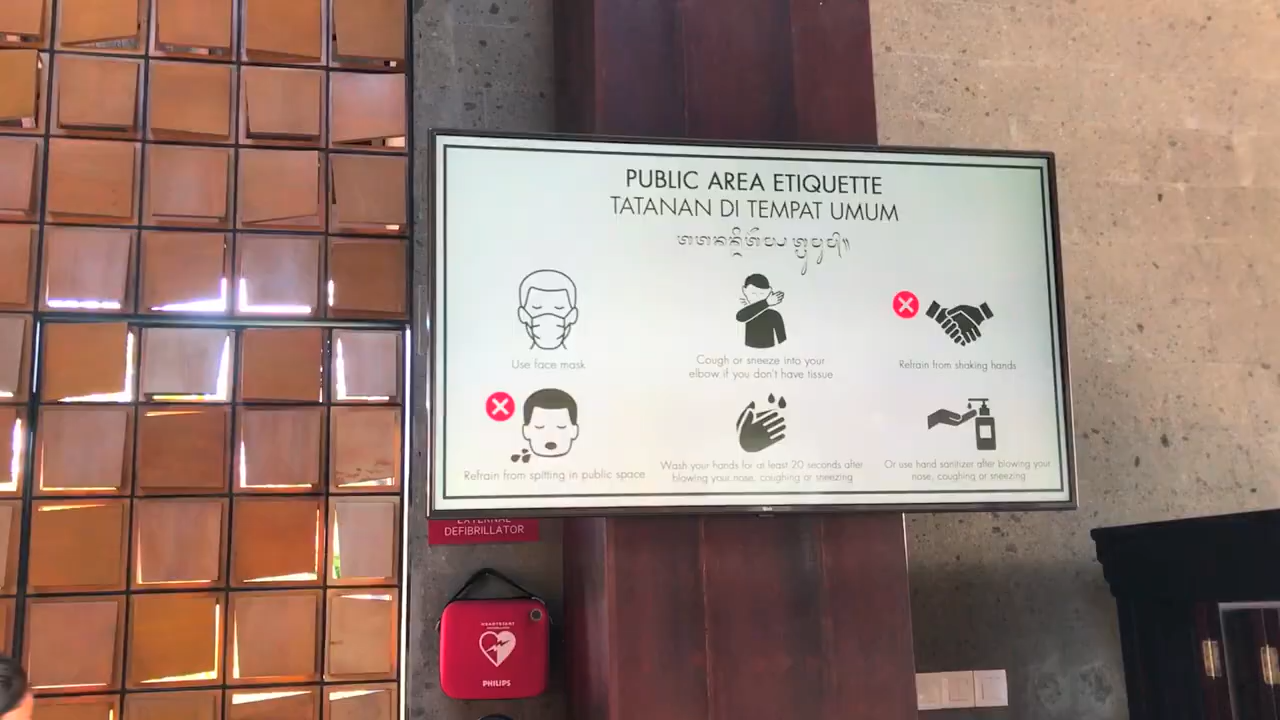 PUBLIC AREA ETIQUETTE
TATANAN DI TEMPAT UMUM
Use face mask
Cough or sneeze into your
elbow if you don't have tissue
Refrain from shaking hands
Refrain from spitting in public space
Wash your hands for at least 20 seconds after
blowing your nose, coughing or sneezing
Or use hand sanitizer after blowing your
nose, coughing or sneezing
EXTERNAL
DEFIBRILLATOR
HEARTSTART
PHILIPS